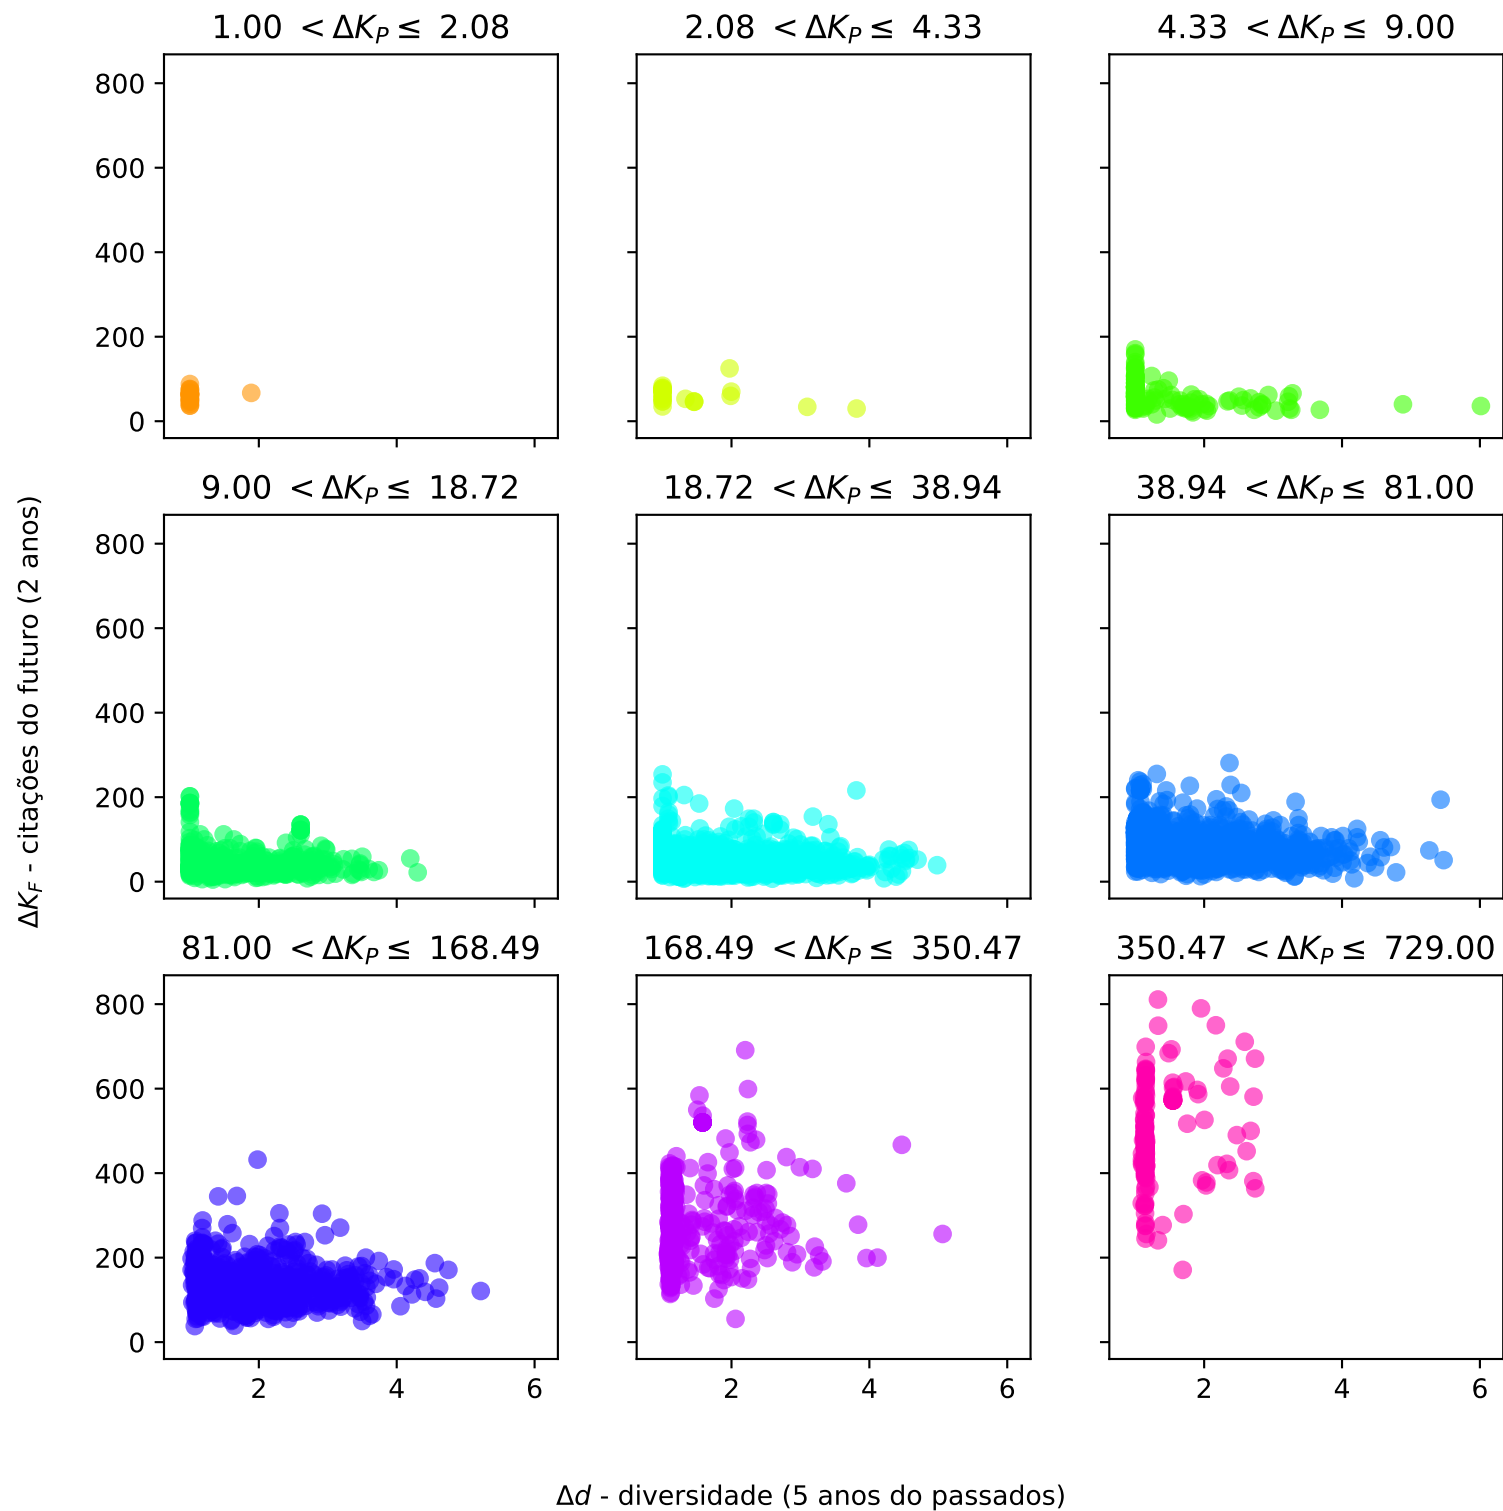 1.00 < ΔK_P ≤ 2.08
2.08 < ΔK_P ≤ 4.33
4.33 < ΔK_P ≤ 9.00
800
600
400
200
0
9.00 < ΔK_P ≤ 18.72
18.72 < ΔK_P ≤ 38.94
38.94 < ΔK_P ≤ 81.00
800
600
400
200
0
81.00 < ΔK_P ≤ 168.49
168.49 < ΔK_P ≤ 350.47
350.47 < ΔK_P ≤ 729.00
800
600
400
200
0
2 4 6
2 4 6
2 4 6
ΔK_F - citações do futuro (2 anos)
Δd - diversidade (5 anos do passados)